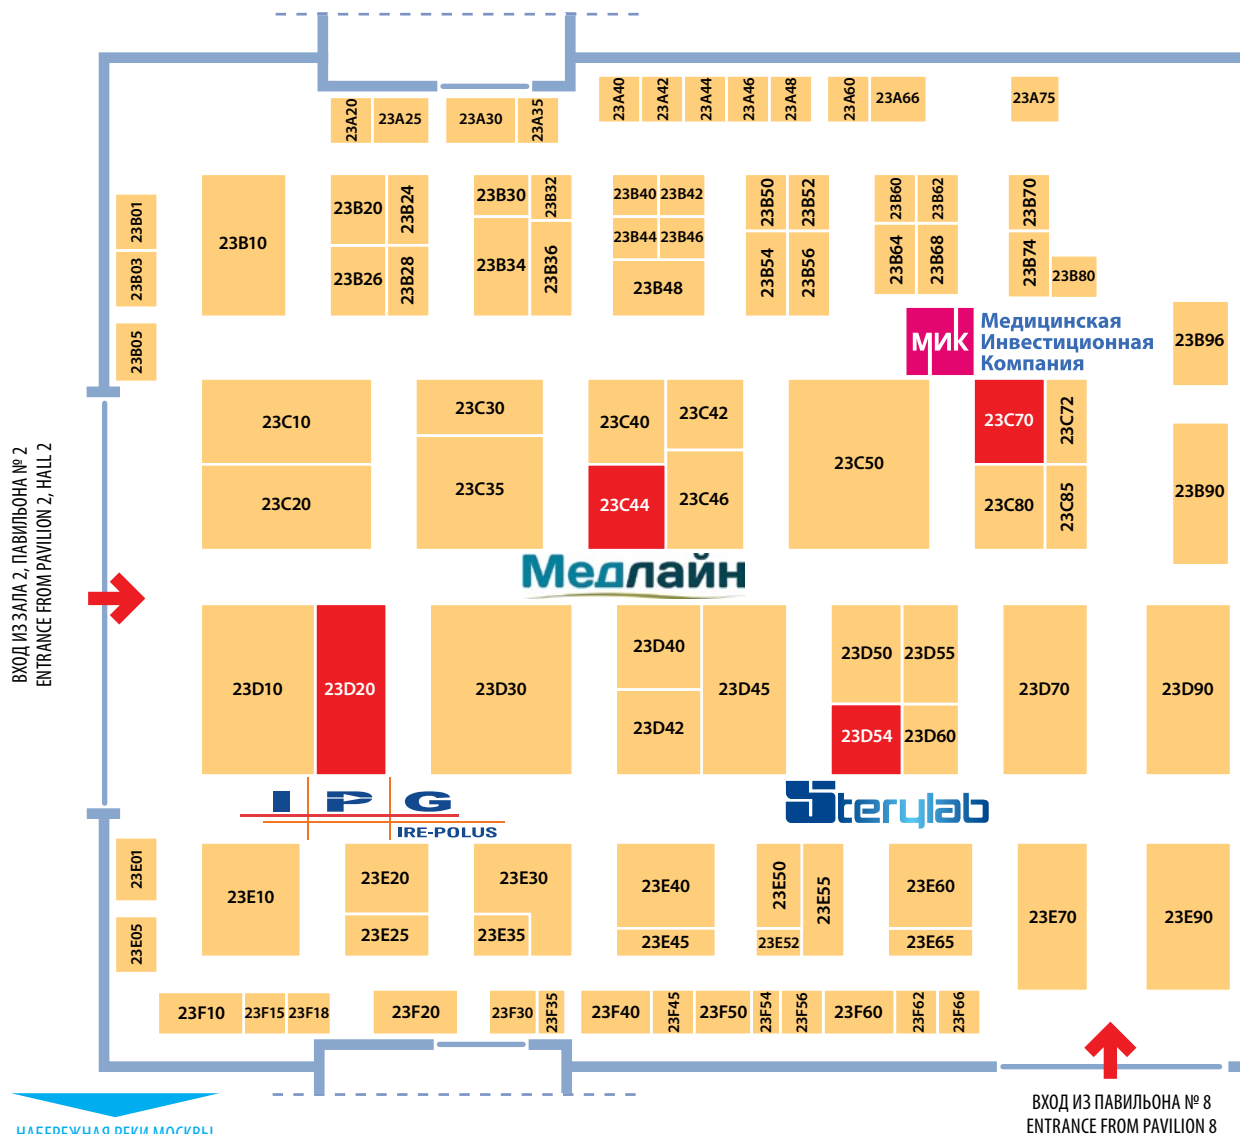 23A20
23A25
23A30
23A35
23A40
23A42
23A44
23A46
23A48
23A60
23A66
23A75
23B01
23B03
23B05
23B10
23B20
23B24
23B26
23B28
23B30
23B32
23B34
23B36
23B40
23B42
23B44
23B46
23B48
23B50
23B52
23B54
23B56
23B60
23B62
23B64
23B68
23B70
23B74
23B80
23B96
23B90
МИК
Медицинская
Инвестиционная
Компания
23C10
23C20
23C30
23C35
23C40
23C42
23C44
23C46
23C50
23C70
23C72
23C80
23C85
Медлайн
ВХОД ИЗ ЗАЛА 2, ПАВИЛЬОНА № 2
ENTRANCE FROM PAVILION 2, HALL 2
23D10
23D20
23D30
23D40
23D42
23D45
23D50
23D55
23D54
23D60
23D70
23D90
IPG
IRE-POLUS
Sterylab
23E01
23E05
23E10
23E20
23E25
23E30
23E35
23E40
23E45
23E50
23E52
23E55
23E60
23E65
23E70
23E90
23F10
23F15
23F18
23F20
23F30
23F35
23F40
23F45
23F50
23F54
23F56
23F60
23F62
23F66
НАБЕРЕЖНАЯ РЕКИ МОСКВЫ
ВХОД ИЗ ПАВИЛЬОНА № 8
ENTRANCE FROM PAVILION 8